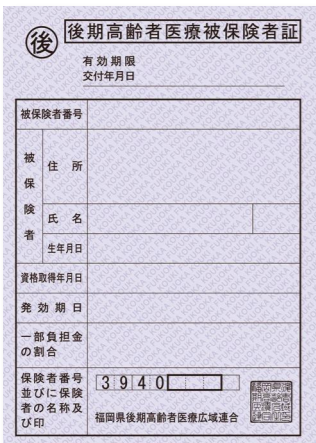 後
後期高齢者医療被保険者証
有効期限
交付年月日
被保険者番号
被保険者
住所
氏名
生年月日
資格取得年月日
発効期日
一部負担金
の割合
保険者番号
並びに保険
者の名称及
び印
3940
福岡県後期高齢者医療広域連合